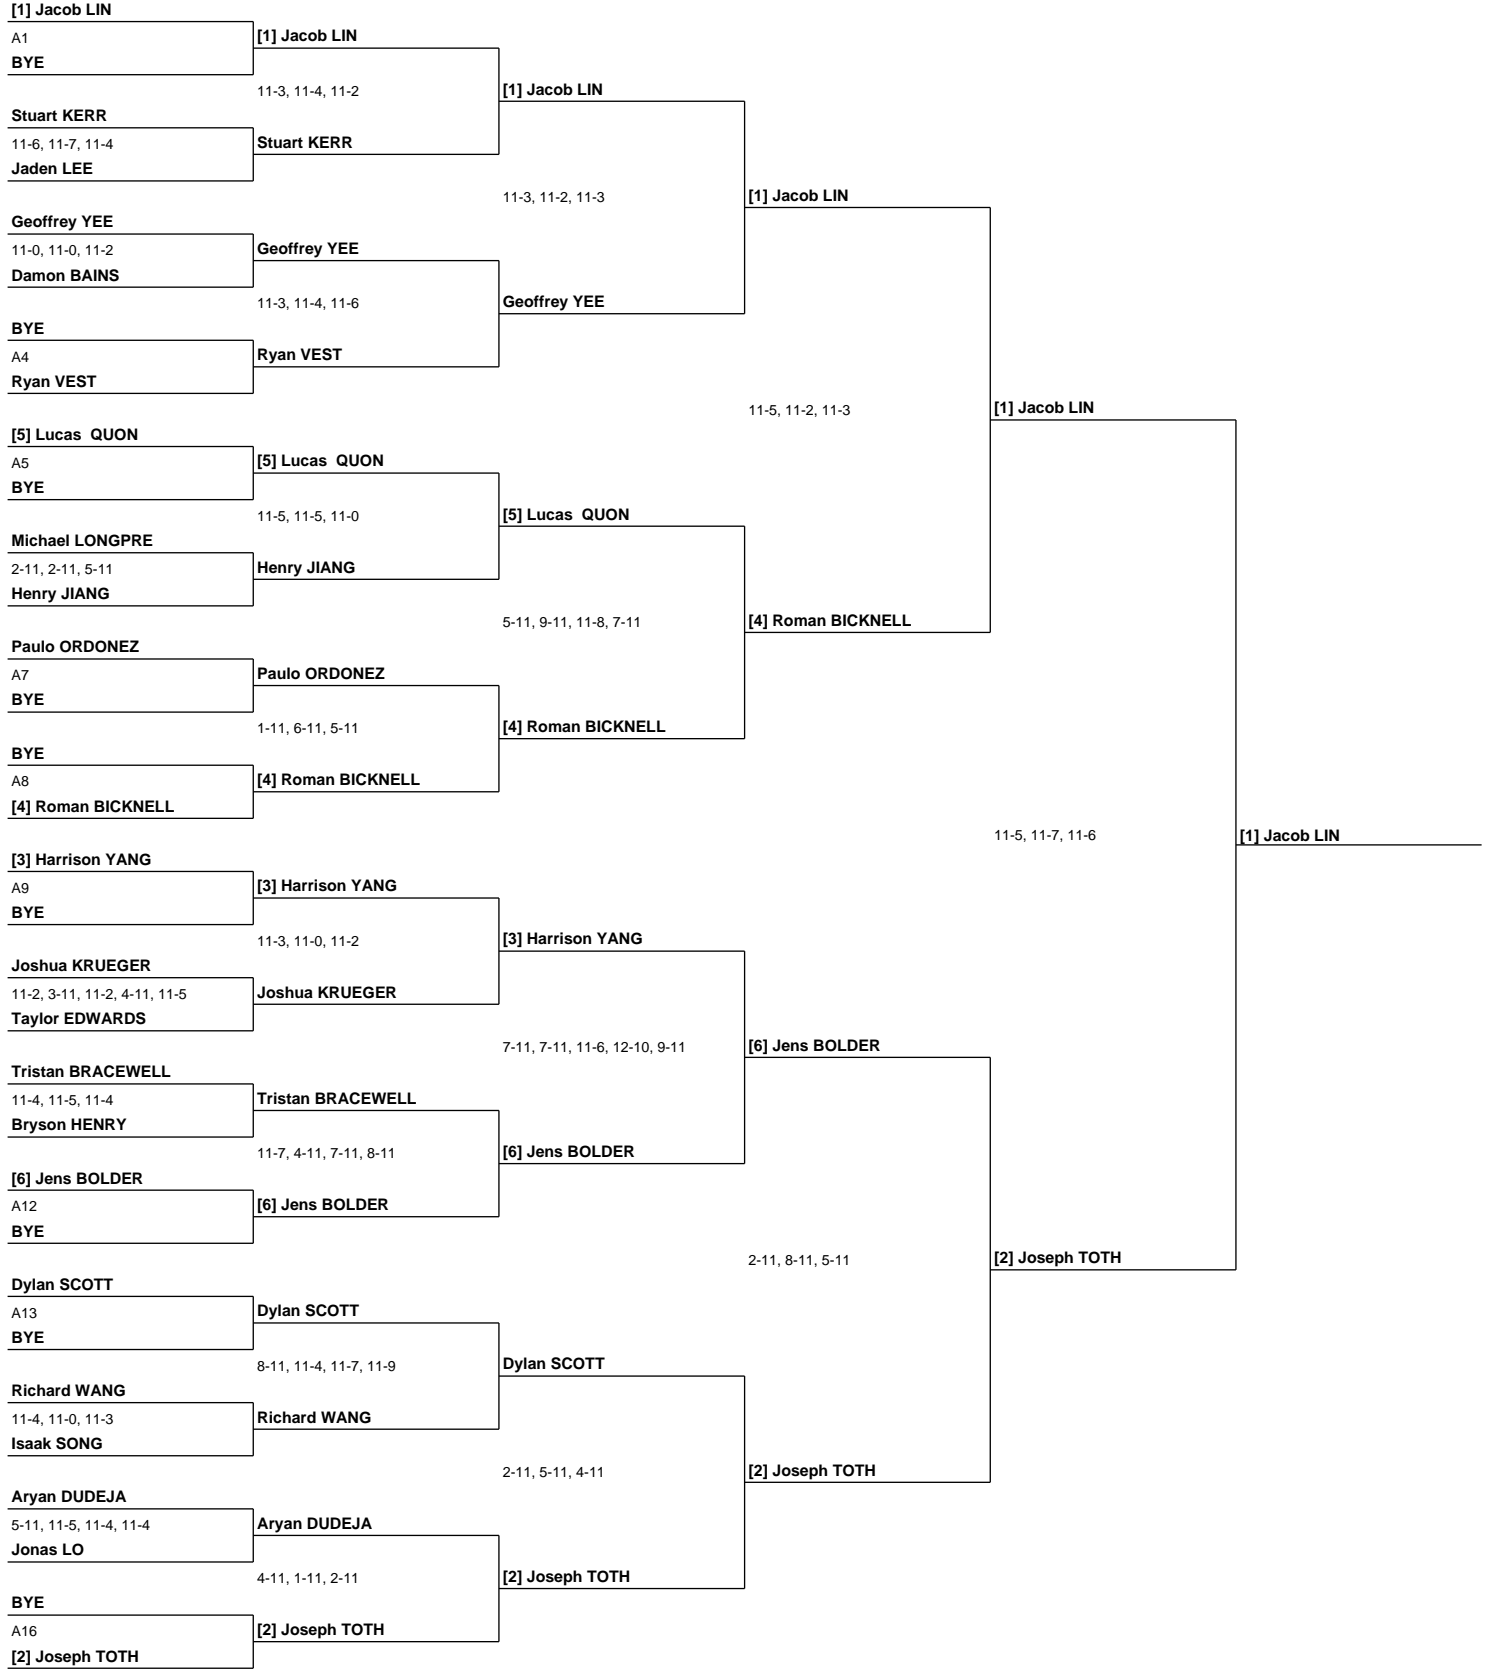 [1] Jacob LIN
A1
BYE
Stuart KERR
11-6, 11-7, 11-4
Jaden LEE
Geoffrey YEE
11-0, 11-0, 11-2
Damon BAINS
BYE
A4
Ryan VEST
[5] Lucas  QUON
A5
BYE
Michael LONGPRE
2-11, 2-11, 5-11
Henry JIANG
Paulo ORDONEZ
A7
BYE
BYE
A8
[4] Roman BICKNELL
[3] Harrison YANG
A9
BYE
Joshua KRUEGER
11-2, 3-11, 11-2, 4-11, 11-5
Taylor EDWARDS
Tristan BRACEWELL
11-4, 11-5, 11-4
Bryson HENRY
[6] Jens BOLDER
A12
BYE
Dylan SCOTT
A13
BYE
Richard WANG
11-4, 11-0, 11-3
Isaak SONG
Aryan DUDEJA
5-11, 11-5, 11-4, 11-4
Jonas LO
BYE
A16
[2] Joseph TOTH
[1] Jacob LIN
11-3, 11-4, 11-2
Stuart KERR
Geoffrey YEE
11-3, 11-4, 11-6
Ryan VEST
[5] Lucas  QUON
11-5, 11-5, 11-0
Henry JIANG
Paulo ORDONEZ
1-11, 6-11, 5-11
[4] Roman BICKNELL
[3] Harrison YANG
11-3, 11-0, 11-2
Joshua KRUEGER
Tristan BRACEWELL
11-7, 4-11, 7-11, 8-11
[6] Jens BOLDER
Dylan SCOTT
8-11, 11-4, 11-7, 11-9
Richard WANG
Aryan DUDEJA
4-11, 1-11, 2-11
[2] Joseph TOTH
[1] Jacob LIN
11-3, 11-2, 11-3
Geoffrey YEE
[5] Lucas  QUON
5-11, 9-11, 11-8, 7-11
[4] Roman BICKNELL
[3] Harrison YANG
7-11, 7-11, 11-6, 12-10, 9-11
[6] Jens BOLDER
Dylan SCOTT
2-11, 5-11, 4-11
[2] Joseph TOTH
[1] Jacob LIN
11-5, 11-2, 11-3
[4] Roman BICKNELL
[6] Jens BOLDER
2-11, 8-11, 5-11
[2] Joseph TOTH
[1] Jacob LIN
11-5, 11-7, 11-6
[2] Joseph TOTH
[1] Jacob LIN